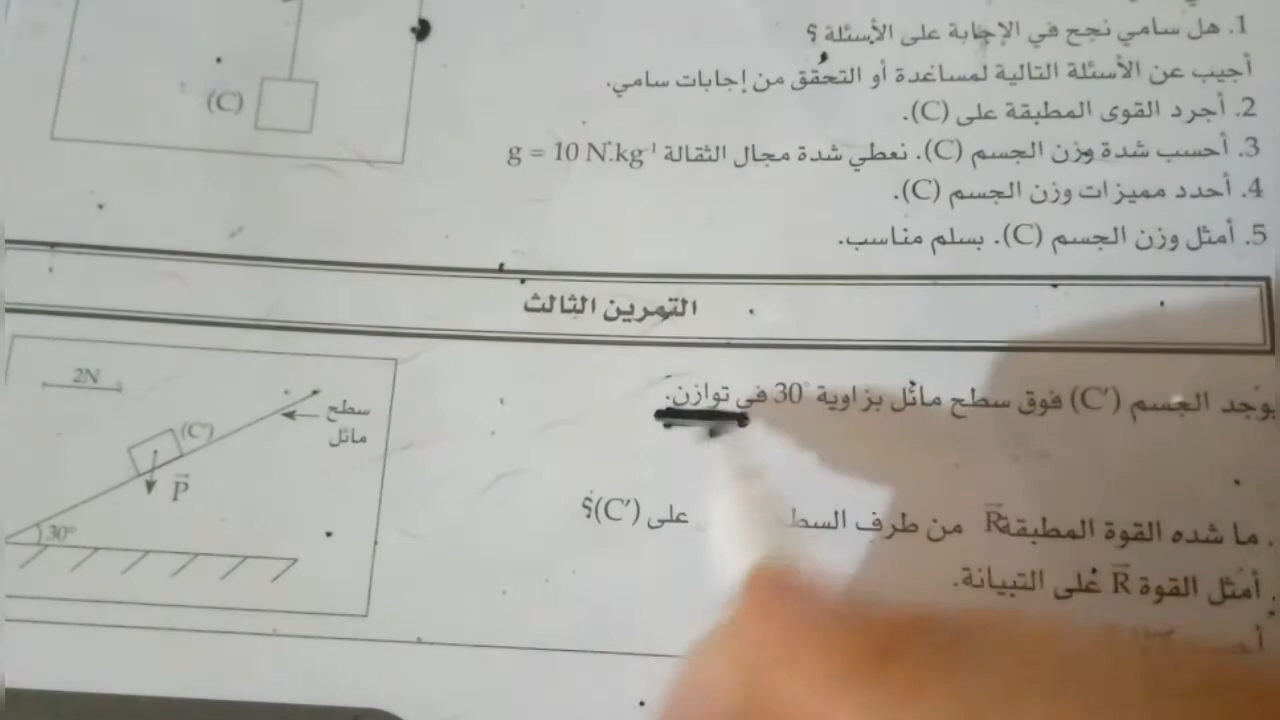 1. هل سامي نجح في الإجابة على الأسئلة ؟
أجيب عن الأسئلة التالية لمساعدة أو التحقق من إجابات سامي.
2. أجرد القوى المطبقة على (C).
3. أحسب شدة وزن الجسم (C). نعطي شدة مجال الثقالة g = 10 N.kg⁻¹
4. أحدد مميزات وزن الجسم (C).
5. أمثل وزن الجسم (C). بسلم مناسب.
(C)
التمرين الثالث
يوجد الجسم (C′) فوق سطح مائل بزاوية 30° في توازن.
. ما شده القوة المطبقة R⃗ من طرف السط على (C′)؟
. أمثل القوة R⃗ على التبيانة.
2N
سطح
مائل
(C′)
P⃗
30°